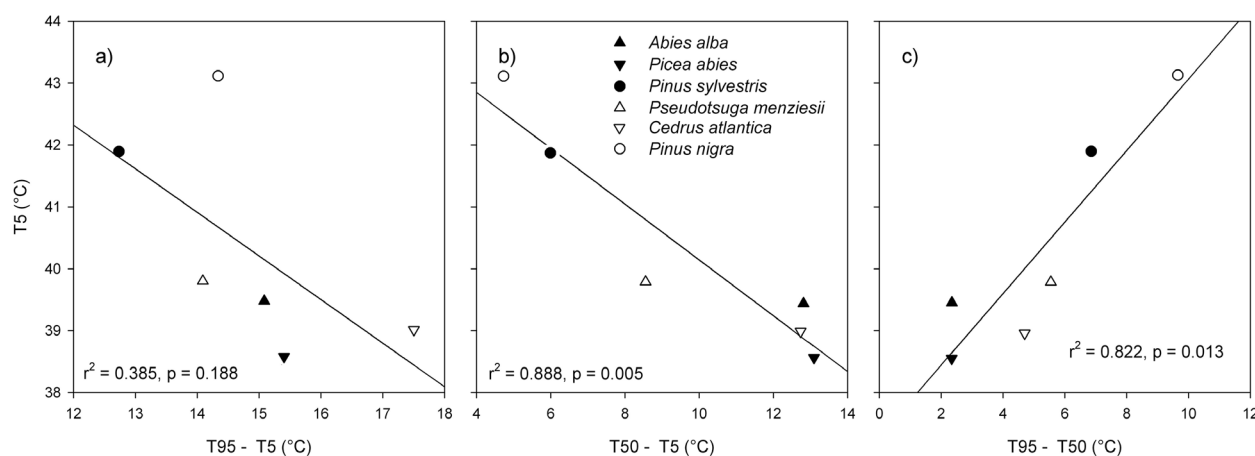 a)
b)
c)
Abies alba
Picea abies
Pinus sylvestris
Pseudotsuga menziesii
Cedrus atlantica
Pinus nigra
T5 (°C)
44
43
42
41
40
39
38
r² = 0.385, p = 0.188
r² = 0.888, p = 0.005
r² = 0.822, p = 0.013
12 13 14 15 16 17 18
4 6 8 10 12 14
0 2 4 6 8 10 12
T95 - T5 (°C)
T50 - T5 (°C)
T95 - T50 (°C)